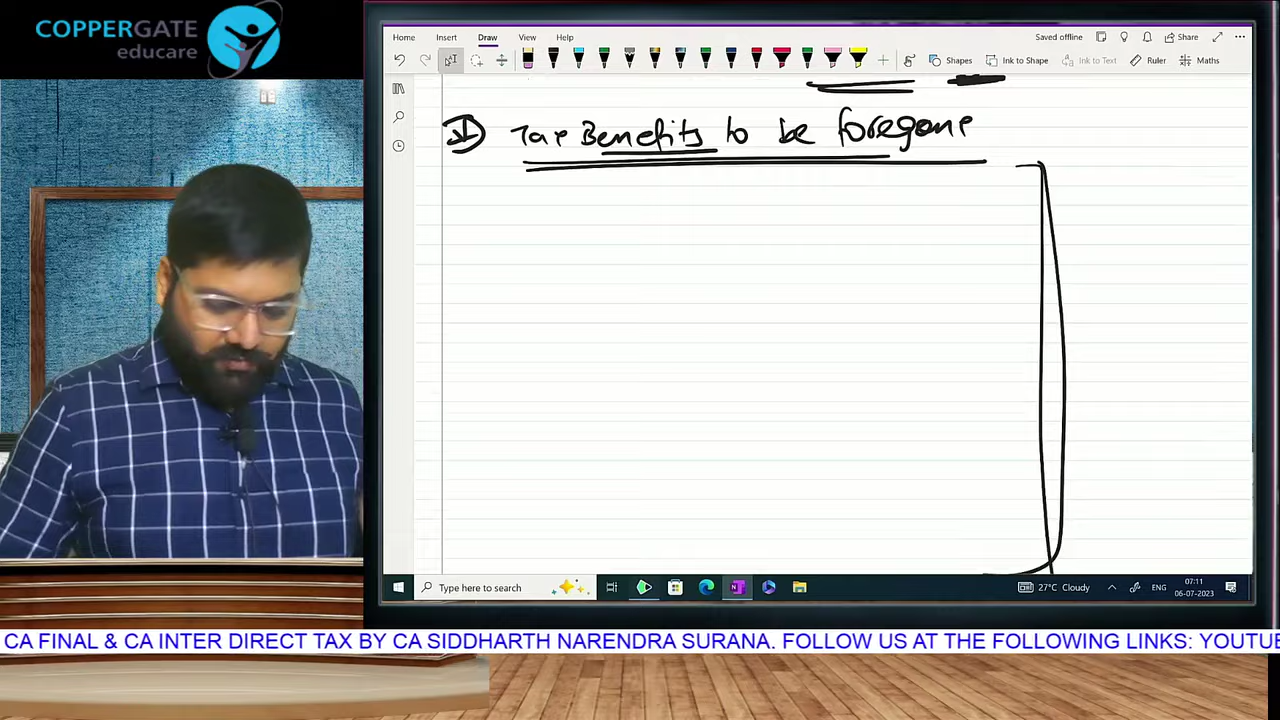 COPPERGATE
educare
Home Insert Draw View Help
Saved offline Share
Shapes Ink to Shape Ink to Text Ruler Maths
Tax Benefits to be foregone
Type here to search
27°C Cloudy ENG 07:11
06-07-2023
CA FINAL & CA INTER DIRECT TAX BY CA SIDDHARTH NARENDRA SURANA. FOLLOW US AT THE FOLLOWING LINKS: YOUTUBE